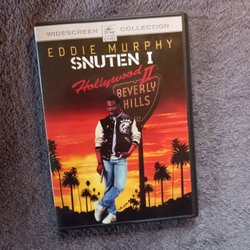 WIDESCREEN COLLECTION
EDDIE MURPHY
SNUTEN I
Hollywood II
BEVERLY
HILLS